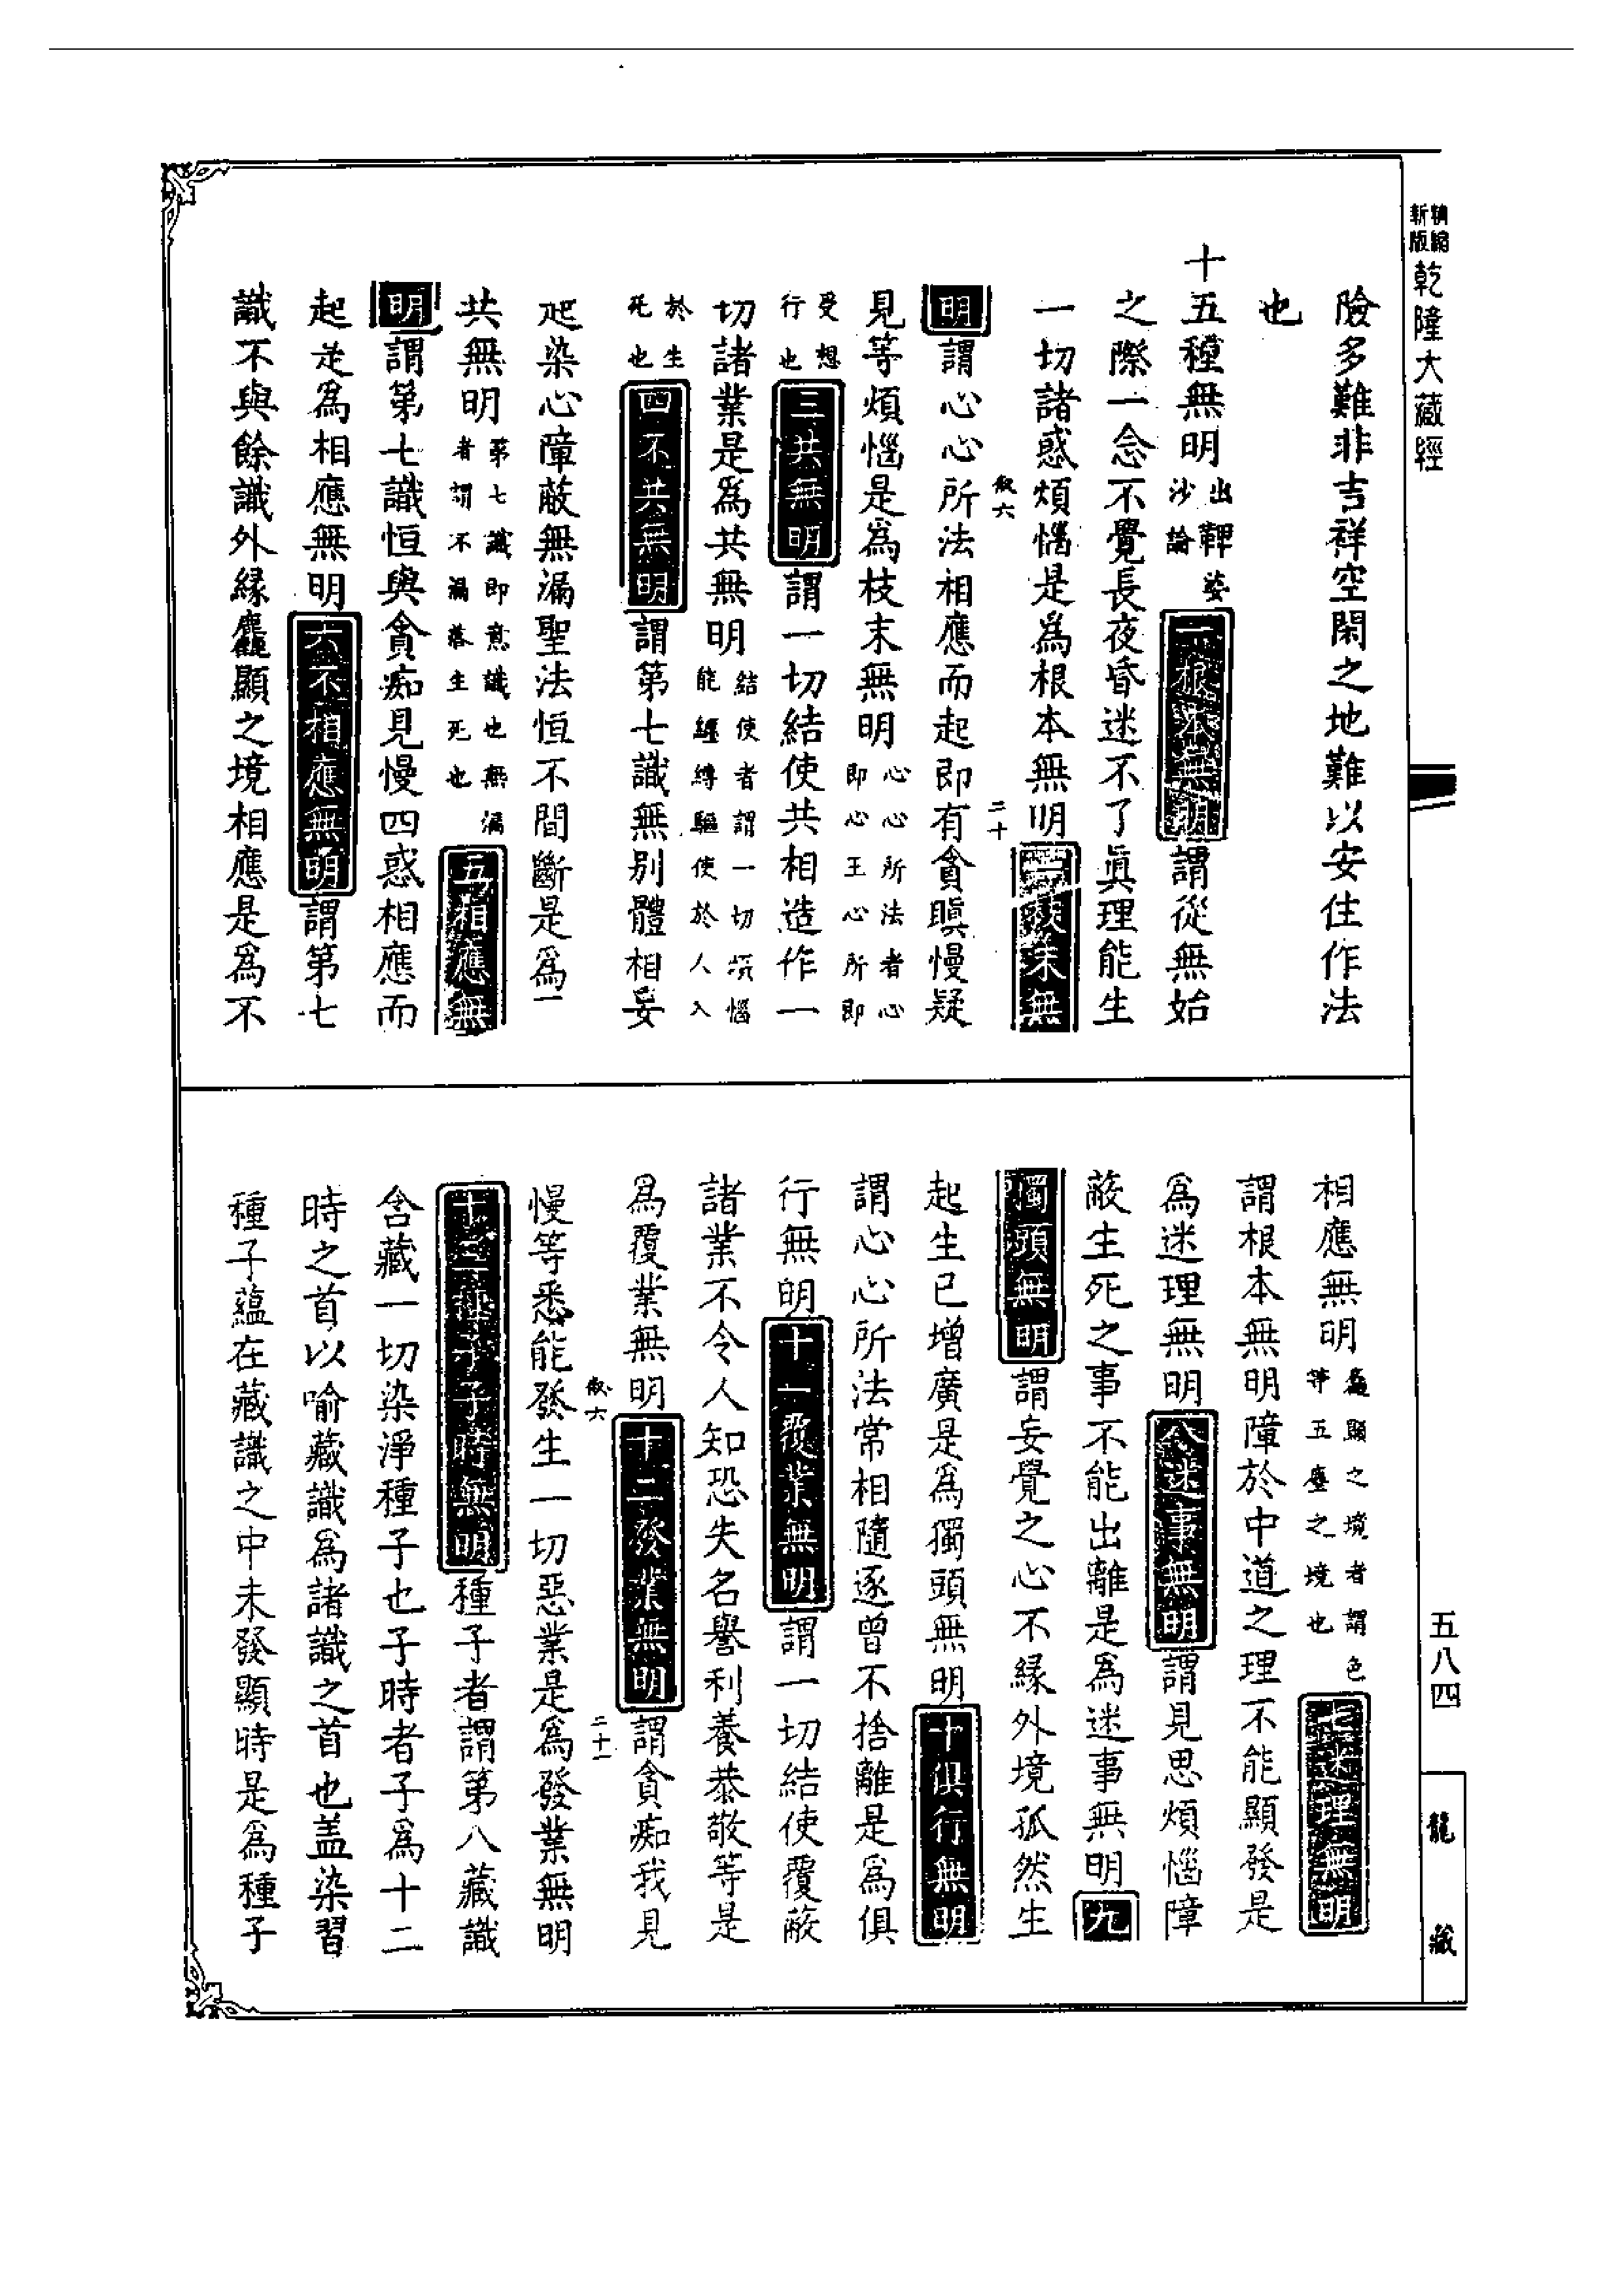 精縮
新版
乾隆大藏經
險多難非吉祥空閑之地難以安住作法
也
十五種無明
出鞞婆
沙論
一根本無明謂從無始
之際一念不覺長夜昏迷不了真理能生
一切諸惑煩惱是為根本無明二枝末無
叙六
二十
明謂心心所法相應而起即有貪瞋慢疑
見等煩惱是為枝末無明
心心所法者心
即心王心所即
受想
行也
三共無明謂一切結使共相造作一
切諸業是為共無明
結使者謂一切煩惱
能纏縛驅使於人入
於生
死也
四不共無明謂第七識無別體相妄
起染心障蔽無漏聖法恒不間斷是為不
共無明
第七識即意識也無漏
者謂不漏落生死也
五相應無
明謂第七識恒與貪痴見慢四惑相應而
起是為相應無明六不相應無明謂第七
識不與餘識外緣麤顯之境相應是為不
相應無明
麤顯之境者謂色
等五塵之境也
七迷理無明
謂根本無明障於中道之理不能顯發是
為迷理無明八迷事無明謂見思煩惱障
蔽生死之事不能出離是為迷事無明九
獨頭無明謂妄覺之心不緣外境孤然生
起生已增廣是為獨頭無明十俱行無明
謂心心所法常相隨逐曾不捨離是為俱
行無明十一覆業無明謂一切結使覆蔽
諸業不令人知恐失名譽利養恭敬等是
為覆業無明十二發業無明謂貪痴我見
叙六
二十一
慢等悉能發生一切惡業是為發業無明
十三種子子時無明種子者謂第八藏識
含藏一切染淨種子也子時者子為十二
時之首以喻藏識為諸識之首也蓋染習
種子蘊在藏識之中未發顯時是為種子
五八四
龍藏